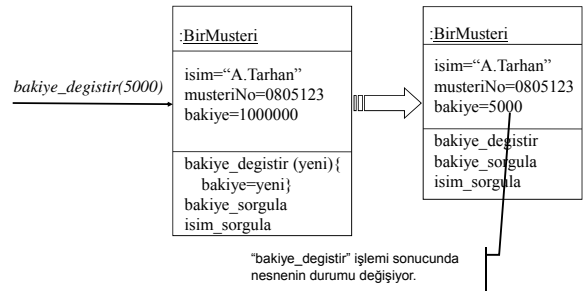 bakiye_degistir(5000)
:BirMusteri
isim=“A.Tarhan”
musteriNo=0805123
bakiye=1000000
bakiye_degistir (yeni){
bakiye=yeni}
bakiye_sorgula
isim_sorgula
:BirMusteri
isim=“A.Tarhan”
musteriNo=0805123
bakiye=5000
bakiye_degistir
bakiye_sorgula
isim_sorgula
“bakiye_degistir” işlemi sonucunda
nesnenin durumu değişiyor.